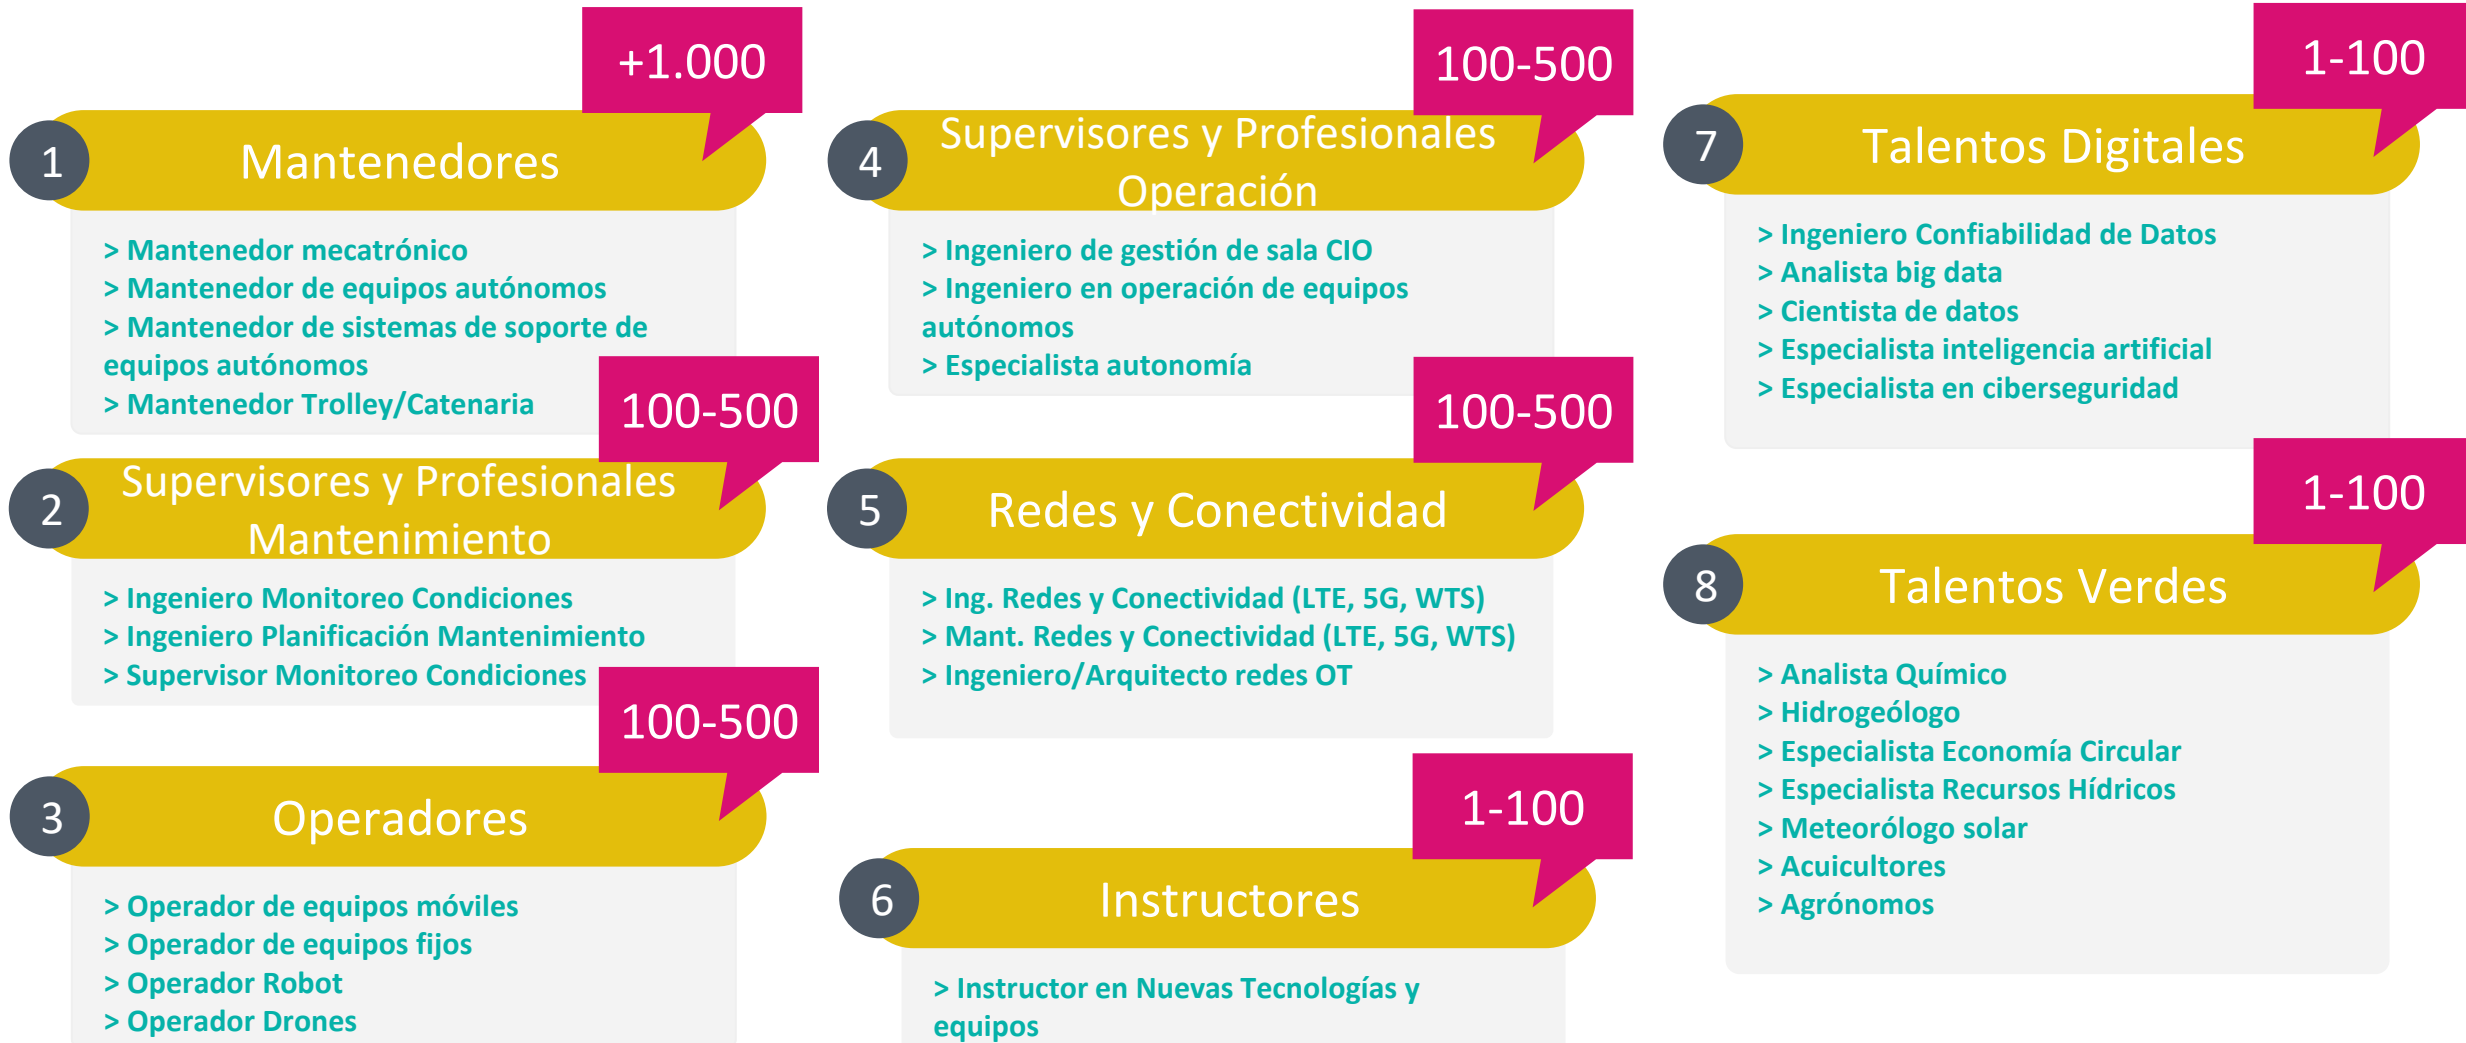 +1.000
1
Mantenedores
> Mantenedor mecatrónico
> Mantenedor de equipos autónomos
> Mantenedor de sistemas de soporte de
equipos autónomos
> Mantenedor Trolley/Catenaria
100-500
2
Supervisores y Profesionales
Mantenimiento
> Ingeniero Monitoreo Condiciones
> Ingeniero Planificación Mantenimiento
> Supervisor Monitoreo Condiciones
100-500
3
Operadores
> Operador de equipos móviles
> Operador de equipos fijos
> Operador Robot
> Operador Drones
100-500
4
Supervisores y Profesionales
Operación
> Ingeniero de gestión de sala CIO
> Ingeniero en operación de equipos
autónomos
> Especialista autonomía
100-500
5
Redes y Conectividad
> Ing. Redes y Conectividad (LTE, 5G, WTS)
> Mant. Redes y Conectividad (LTE, 5G, WTS)
> Ingeniero/Arquitecto redes OT
1-100
6
Instructores
> Instructor en Nuevas Tecnologías y
equipos
1-100
7
Talentos Digitales
> Ingeniero Confiabilidad de Datos
> Analista big data
> Cientista de datos
> Especialista inteligencia artificial
> Especialista en ciberseguridad
1-100
8
Talentos Verdes
> Analista Químico
> Hidrogeólogo
> Especialista Economía Circular
> Especialista Recursos Hídricos
> Meteorólogo solar
> Acuicultores
> Agrónomos